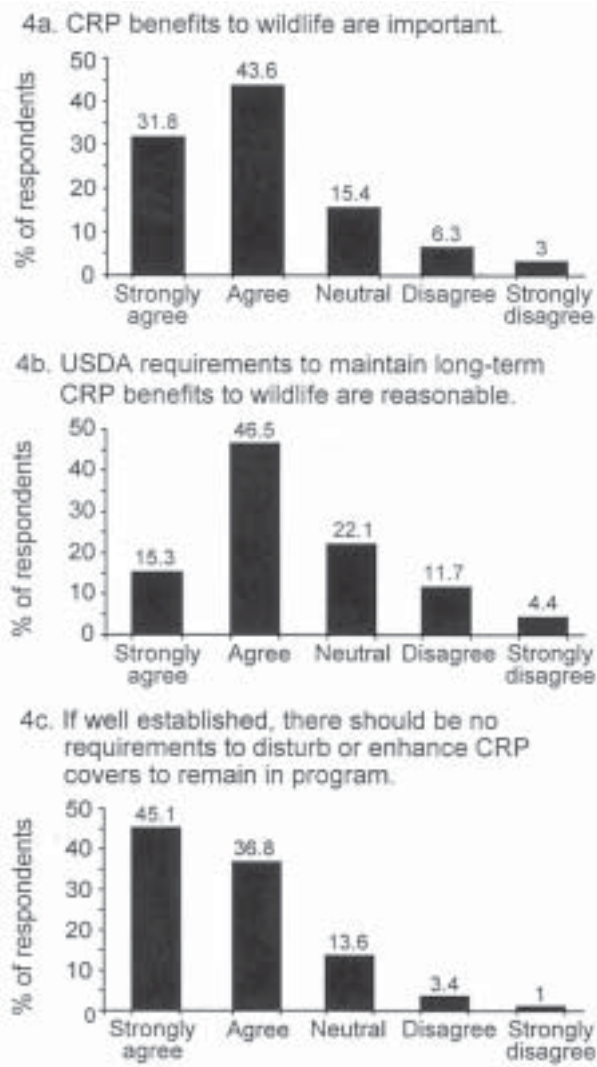 4a. CRP benefits to wildlife are important.
% of respondents
50
40
30
20
10
0
31.8
43.6
15.4
6.3
3
Strongly agree
Agree
Neutral
Disagree
Strongly disagree
4b. USDA requirements to maintain long-term
CRP benefits to wildlife are reasonable.
% of respondents
50
40
30
20
10
0
15.3
46.5
22.1
11.7
4.4
Strongly agree
Agree
Neutral
Disagree
Strongly disagree
4c. If well established, there should be no
requirements to disturb or enhance CRP
covers to remain in program.
% of respondents
50
40
30
20
10
0
45.1
36.8
13.6
3.4
1
Strongly agree
Agree
Neutral
Disagree
Strongly disagree